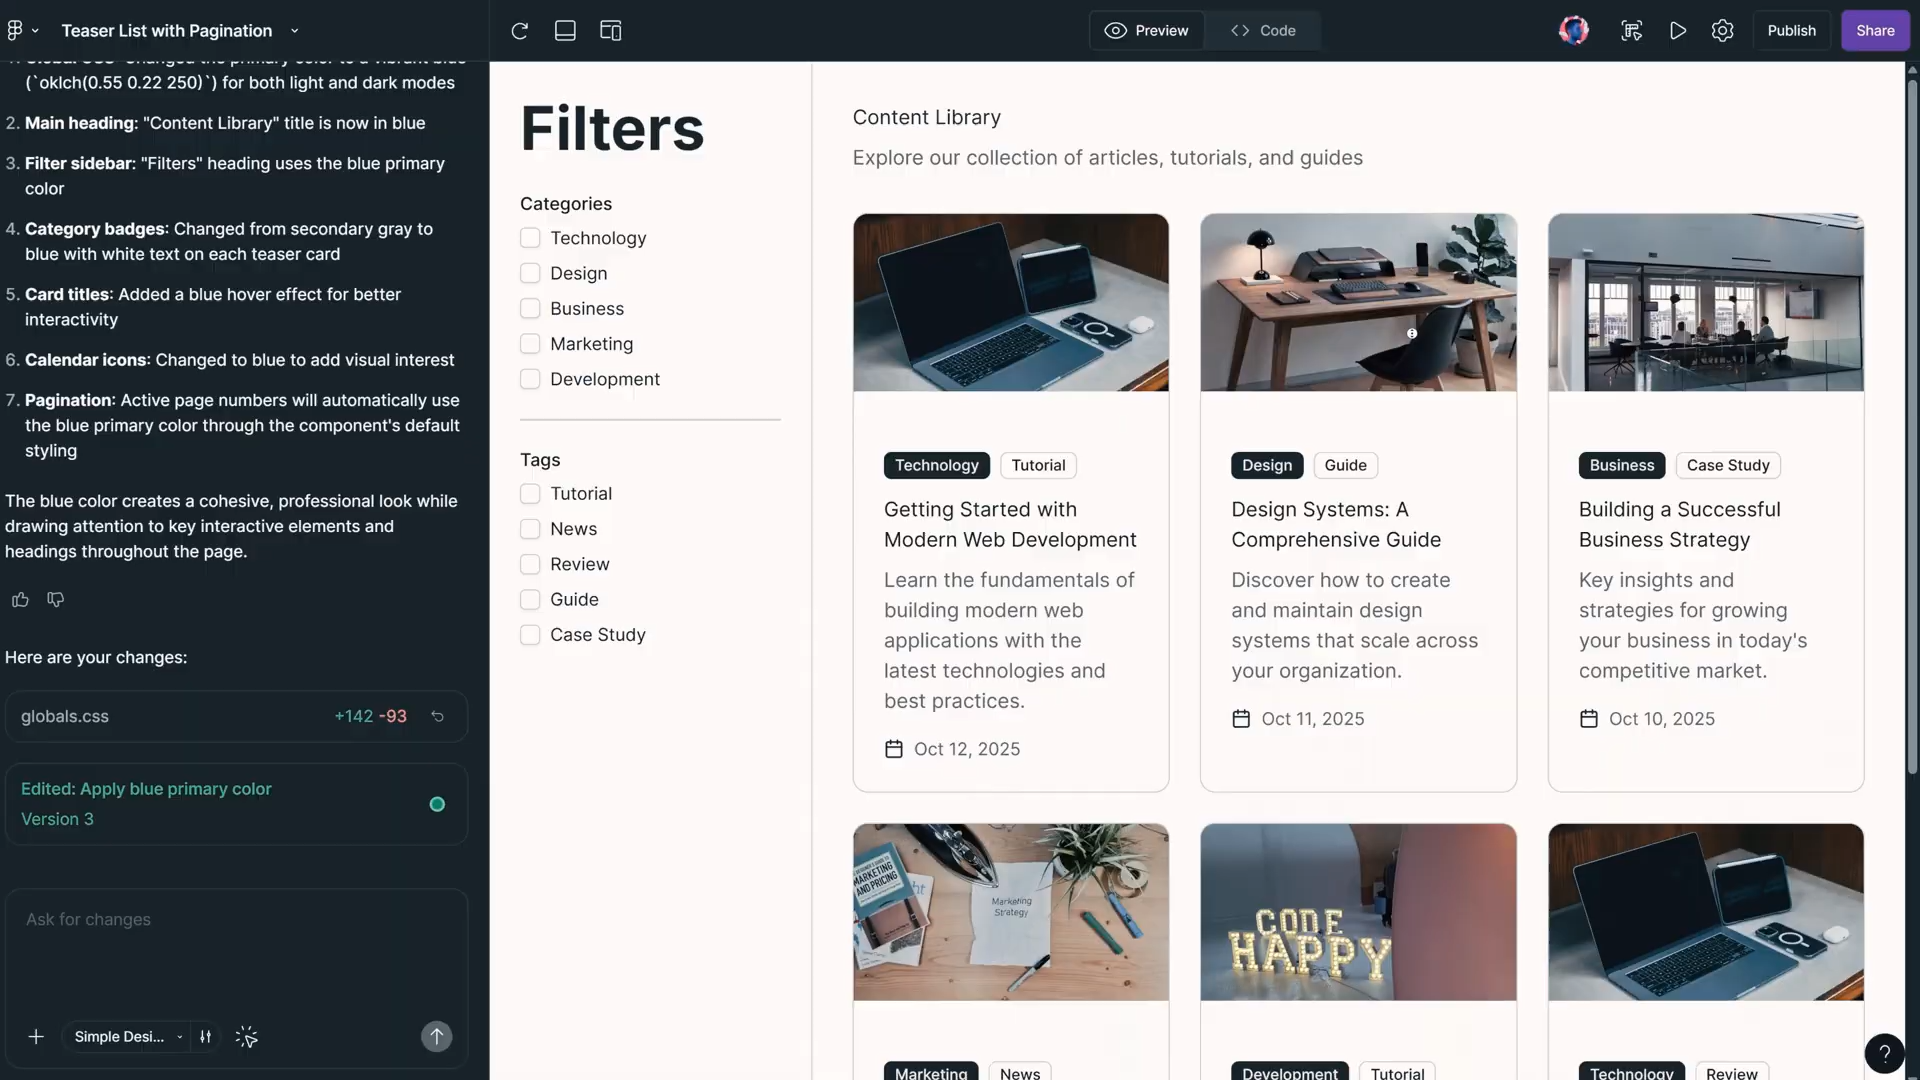 Teaser List with Pagination
Preview
Code
Publish
Share
(`oklch(0.55 0.22 250)`) for both light and dark modes
2. Main heading: "Content Library" title is now in blue
3. Filter sidebar: "Filters" heading uses the blue primary
color
4. Category badges: Changed from secondary gray to
blue with white text on each teaser card
5. Card titles: Added a blue hover effect for better
interactivity
6. Calendar icons: Changed to blue to add visual interest
7. Pagination: Active page numbers will automatically use
the blue primary color through the component's default
styling
The blue color creates a cohesive, professional look while
drawing attention to key interactive elements and
headings throughout the page.
Here are your changes:
globals.css
+142 -93
Edited: Apply blue primary color
Version 3
Ask for changes
Simple Desi...
Filters
Categories
Technology
Design
Business
Marketing
Development
Tags
Tutorial
News
Review
Guide
Case Study
Content Library
Explore our collection of articles, tutorials, and guides
Technology
Tutorial
Getting Started with
Modern Web Development
Learn the fundamentals of
building modern web
applications with the
latest technologies and
best practices.
Oct 12, 2025
Design
Guide
Design Systems: A
Comprehensive Guide
Discover how to create
and maintain design
systems that scale across
your organization.
Oct 11, 2025
Business
Case Study
Building a Successful
Business Strategy
Key insights and
strategies for growing
your business in today's
competitive market.
Oct 10, 2025
MARKETING
AND PRICING
Marketing
Strategy
CODE
HAPPY
Marketing
News
Development
Tutorial
Technology
Review
?